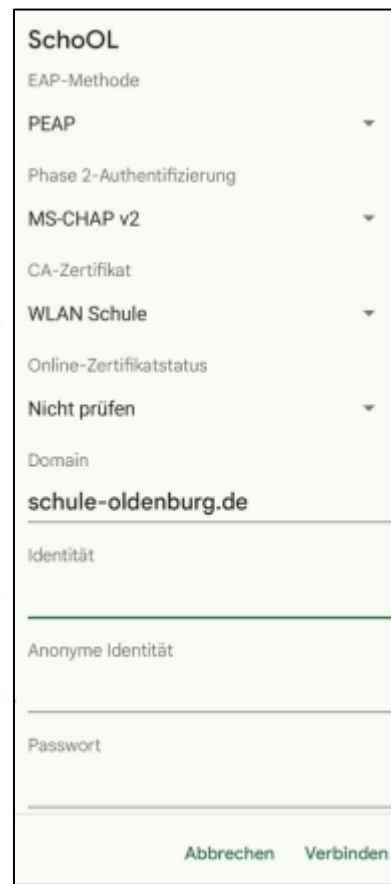 SchoOL
EAP-Methode
PEAP
Phase 2-Authentifizierung
MS-CHAP v2
CA-Zertifikat
WLAN Schule
Online-Zertifikatstatus
Nicht prüfen
Domain
schule-oldenburg.de
Identität
Anonyme Identität
Passwort
Abbrechen Verbinden